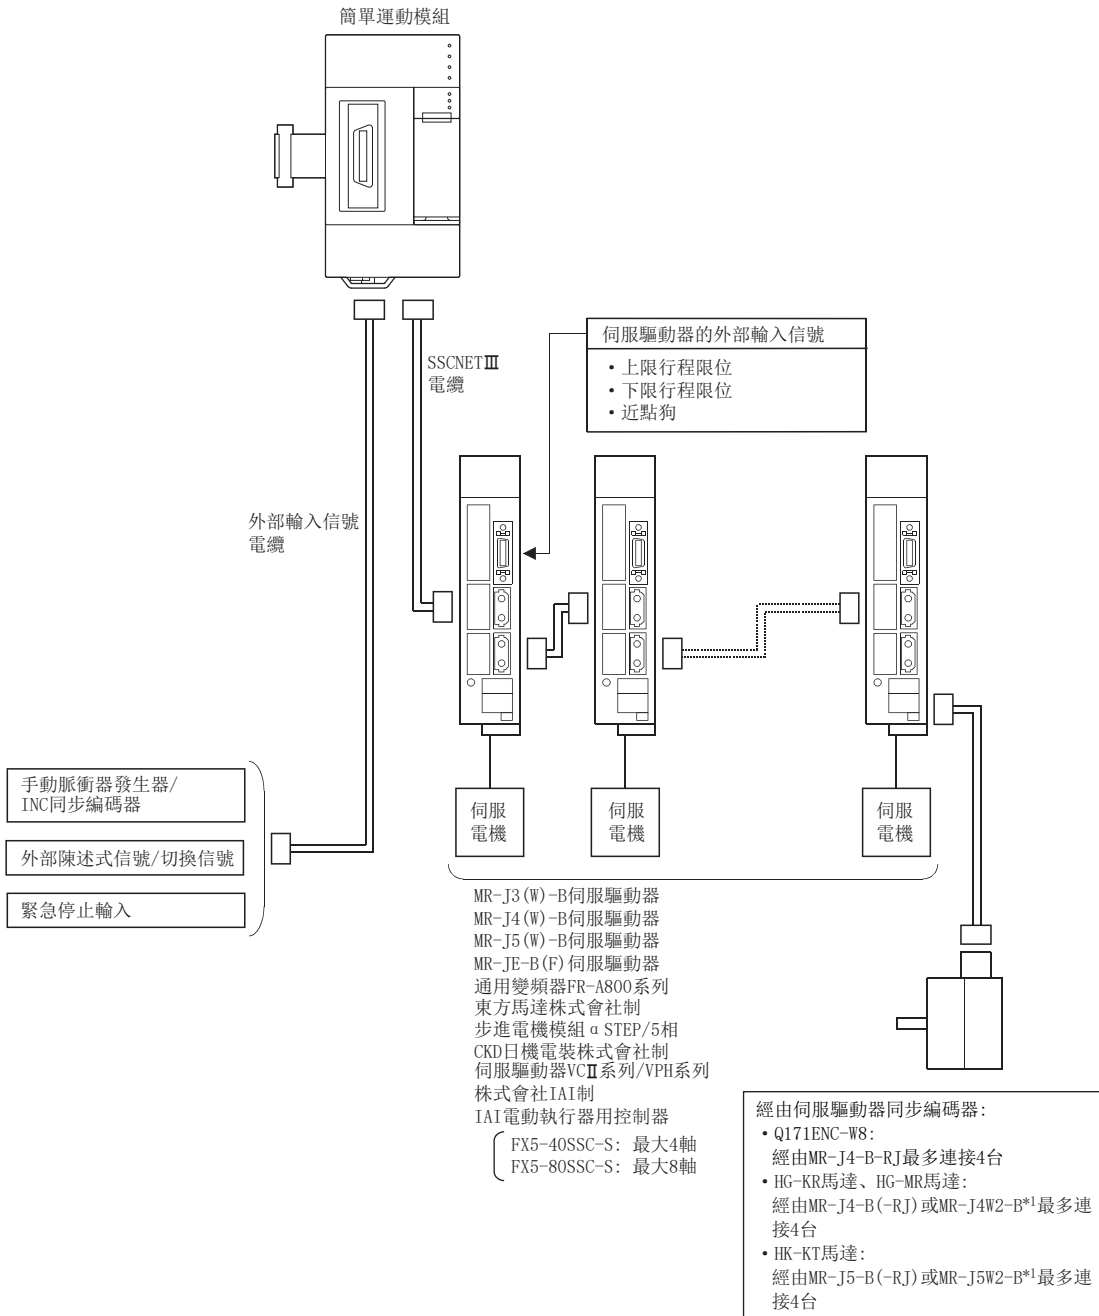 簡單運動模組
SSCNETⅢ
電纜
伺服驅動器的外部輸入信號
・上限行程限位
・下限行程限位
・近點狗
外部輸入信號
電纜
手動脈衝器發生器/
INC同步編碼器
外部陳述式信號/切換信號
緊急停止輸入
伺服
電機
伺服
電機
伺服
電機
MR-J3(W)-B伺服驅動器
MR-J4(W)-B伺服驅動器
MR-J5(W)-B伺服驅動器
MR-JE-B(F)伺服驅動器
通用變頻器FR-A800系列
東方馬達株式會社制
步進電機模組αSTEP/5相
CKD日機電裝株式會社制
伺服驅動器VCⅡ系列/VPH系列
株式會社IAI制
IAI電動執行器用控制器
FX5-40SSC-S: 最大4軸
FX5-80SSC-S: 最大8軸
經由伺服驅動器同步編碼器:
・Q171ENC-W8:
經由MR-J4-B-RJ最多連接4台
・HG-KR馬達、HG-MR馬達:
經由MR-J4-B(-RJ)或MR-J4W2-B*1最多連
接4台
・HK-KT馬達:
經由MR-J5-B(-RJ)或MR-J5W2-B*1最多連
接4台